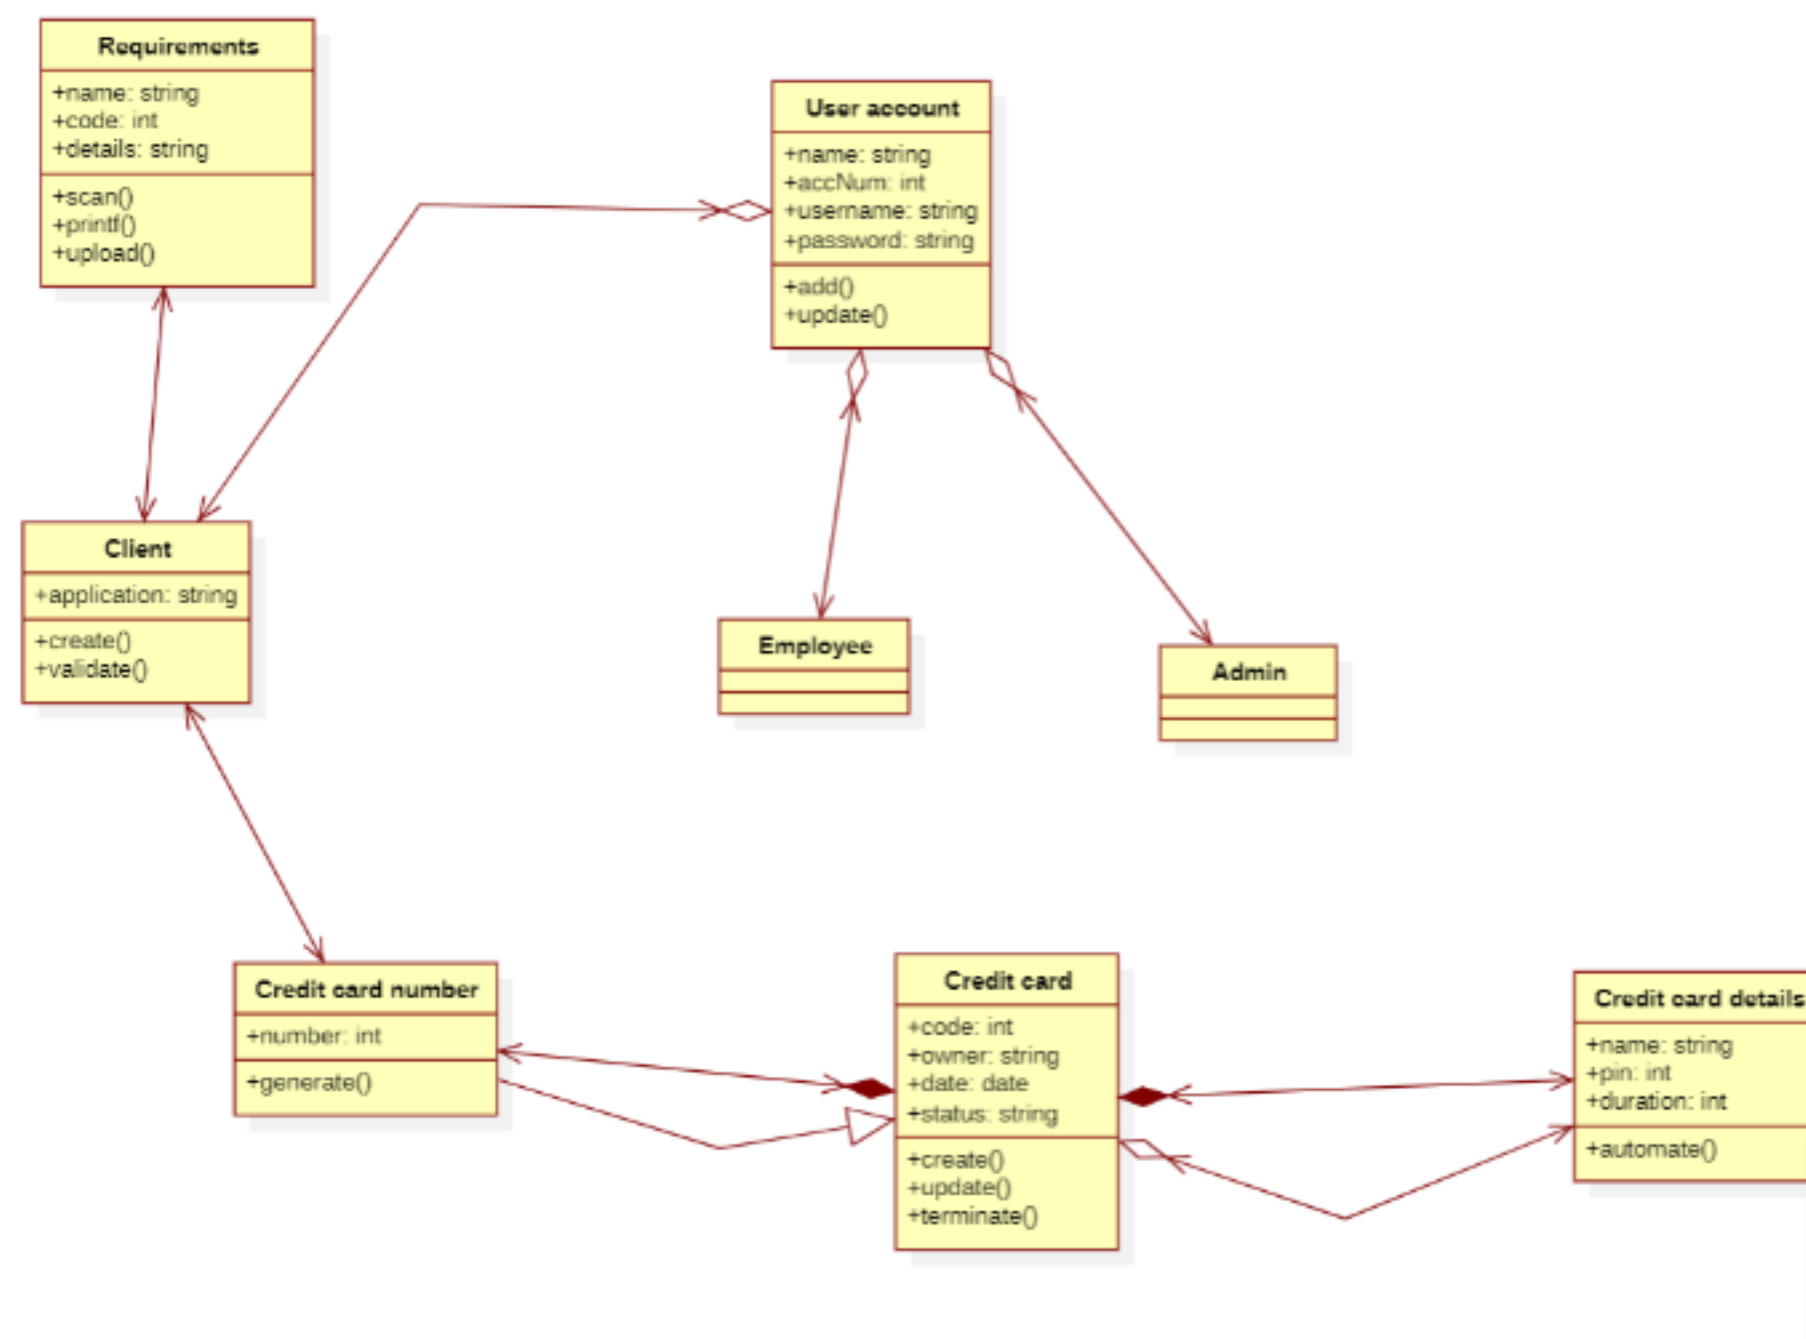 Requirements
+name: string
+code: int
+details: string
+scan()
+printf()
+upload()
User account
+name: string
+accNum: int
+username: string
+password: string
+add()
+update()
Client
+application: string
+create()
+validate()
Employee
Admin
Credit card number
+number: int
+generate()
Credit card
+code: int
+owner: string
+date: date
+status: string
+create()
+update()
+terminate()
Credit card details
+name: string
+pin: int
+duration: int
+automate()